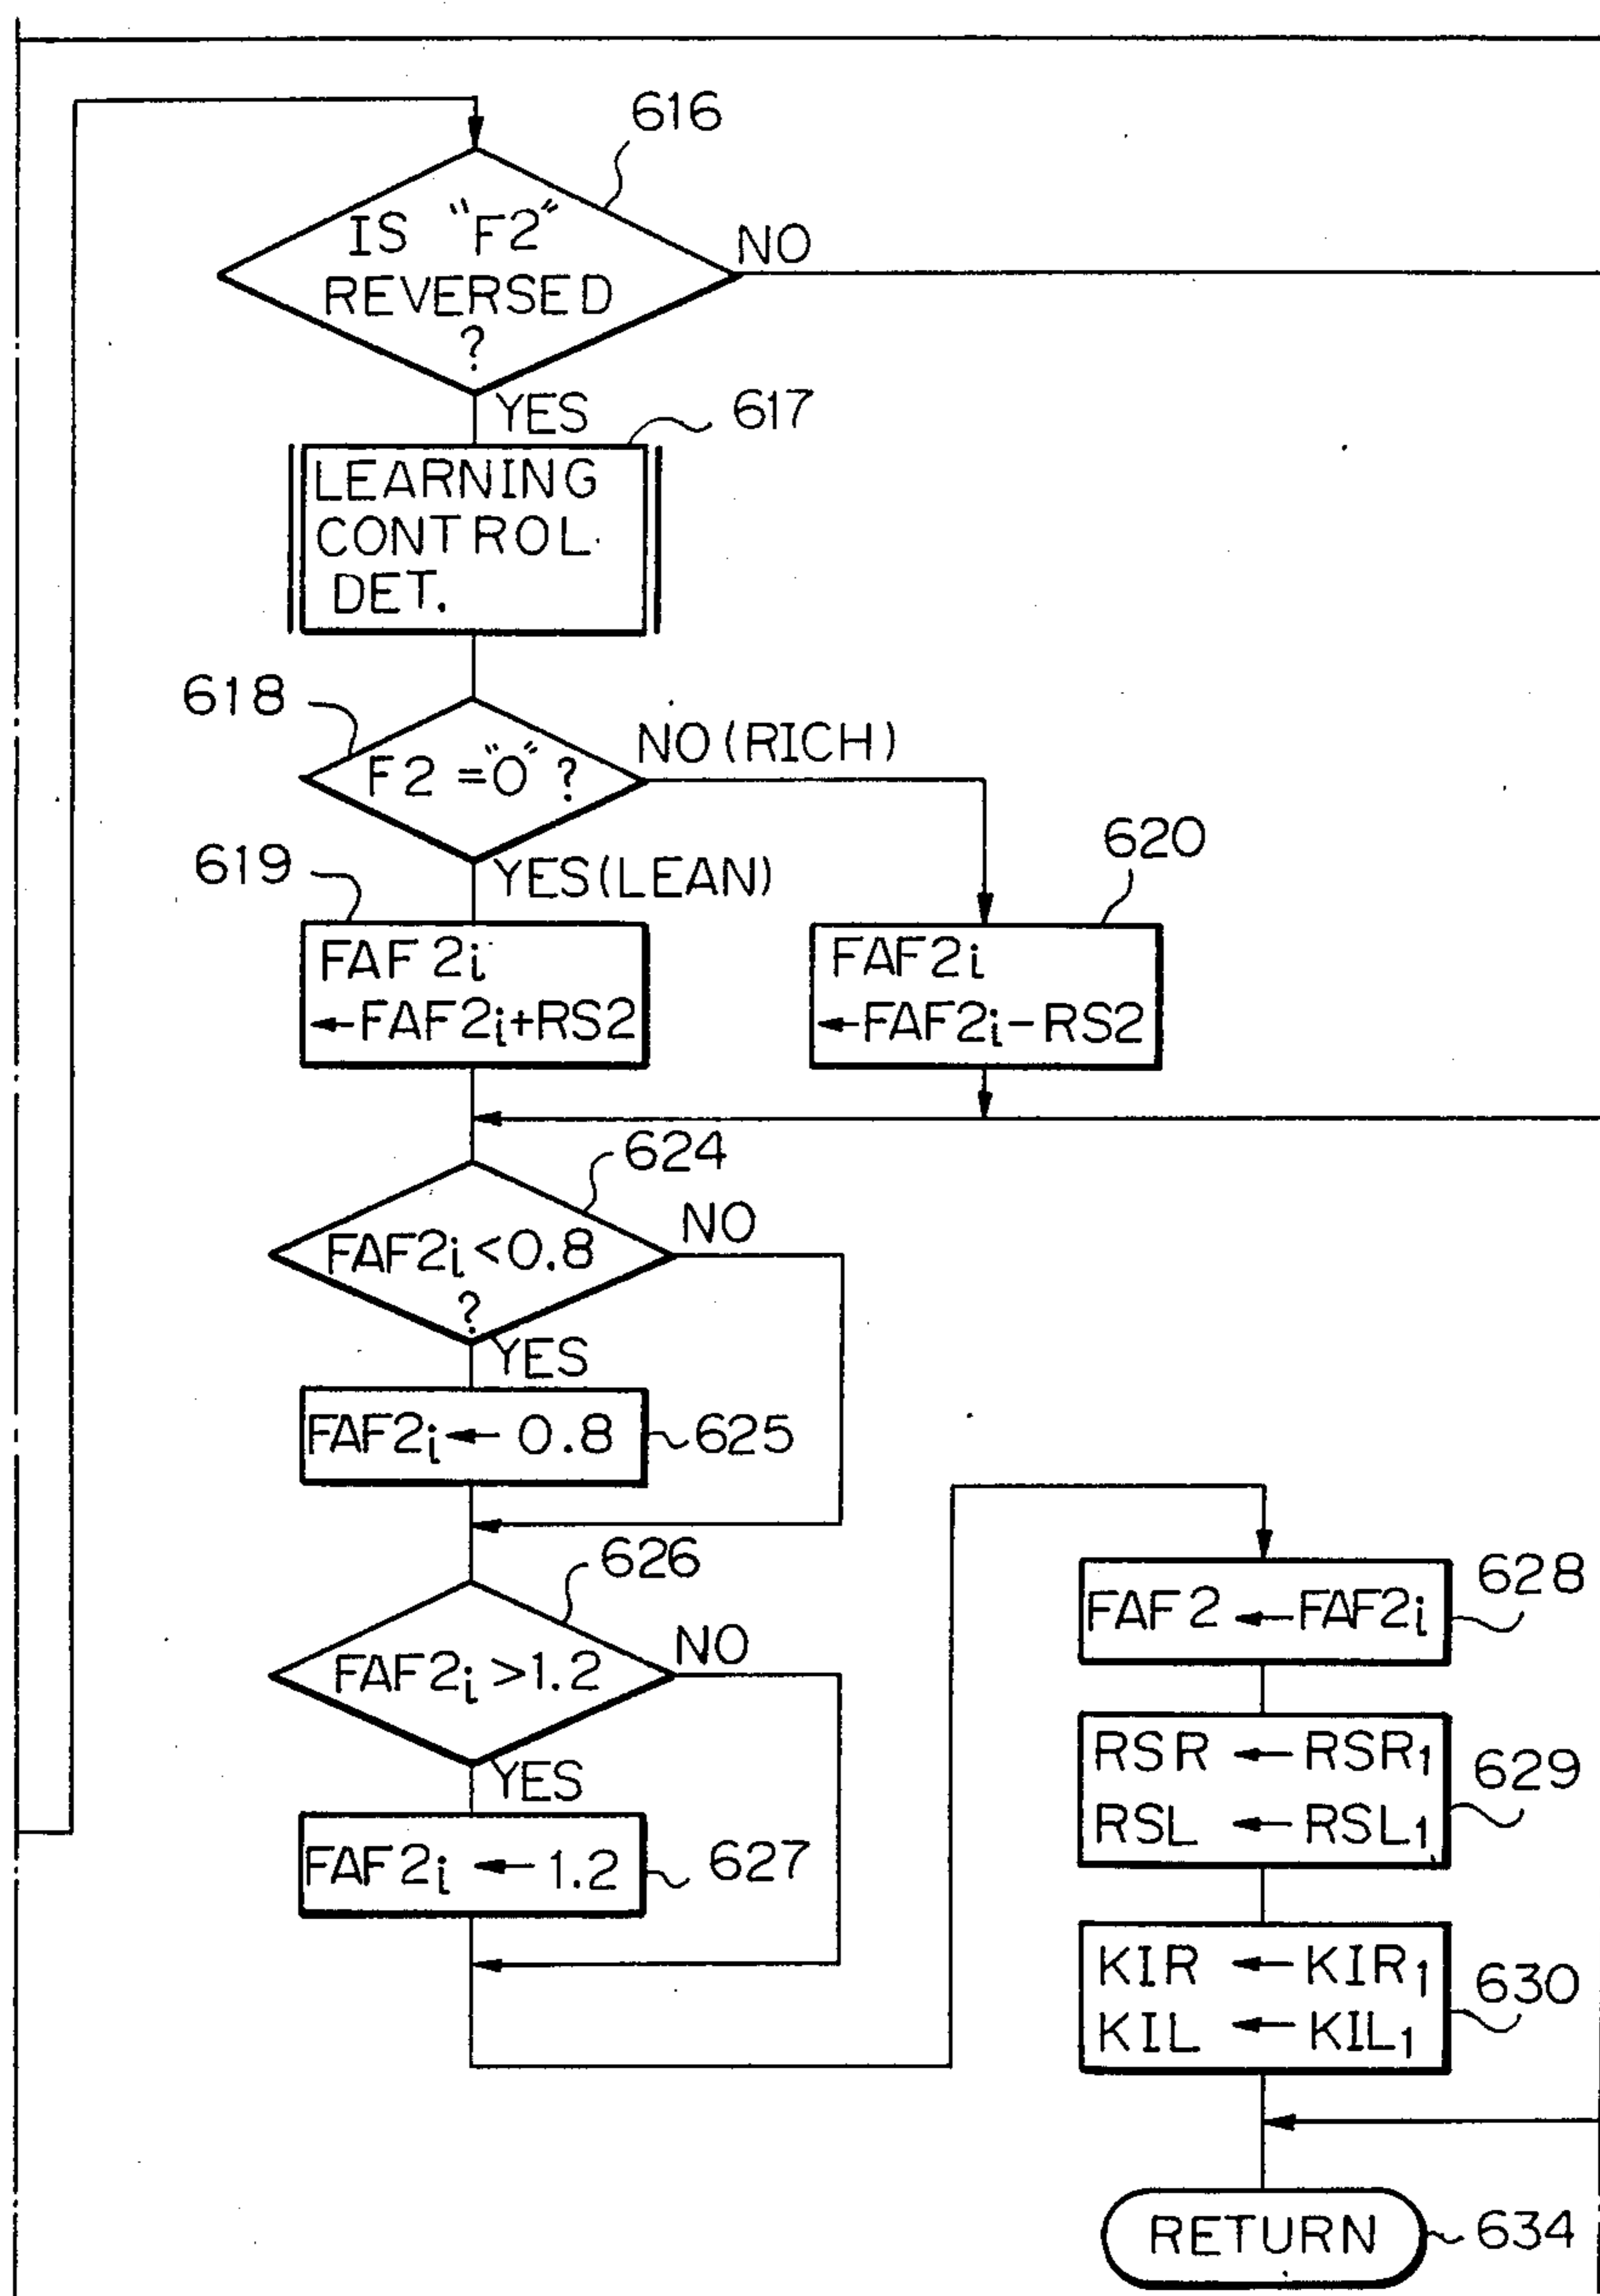 616
IS "F2"
REVERSED
?
NO
YES
617
LEARNING
CONTROL
DET.
618
F2 = "0" ?
NO (RICH)
YES (LEAN)
619
FAF2i
←FAF2i+RS2
620
FAF2i
←FAF2i−RS2
624
FAF2i<0.8
?
NO
YES
FAF2i ← 0.8
625
626
FAF2i >1.2
NO
YES
FAF2i ← 1.2
627
FAF2 ← FAF2i
628
RSR ← RSR1
RSL ← RSL1
629
KIR ← KIR1
KIL ← KIL1
630
RETURN
634